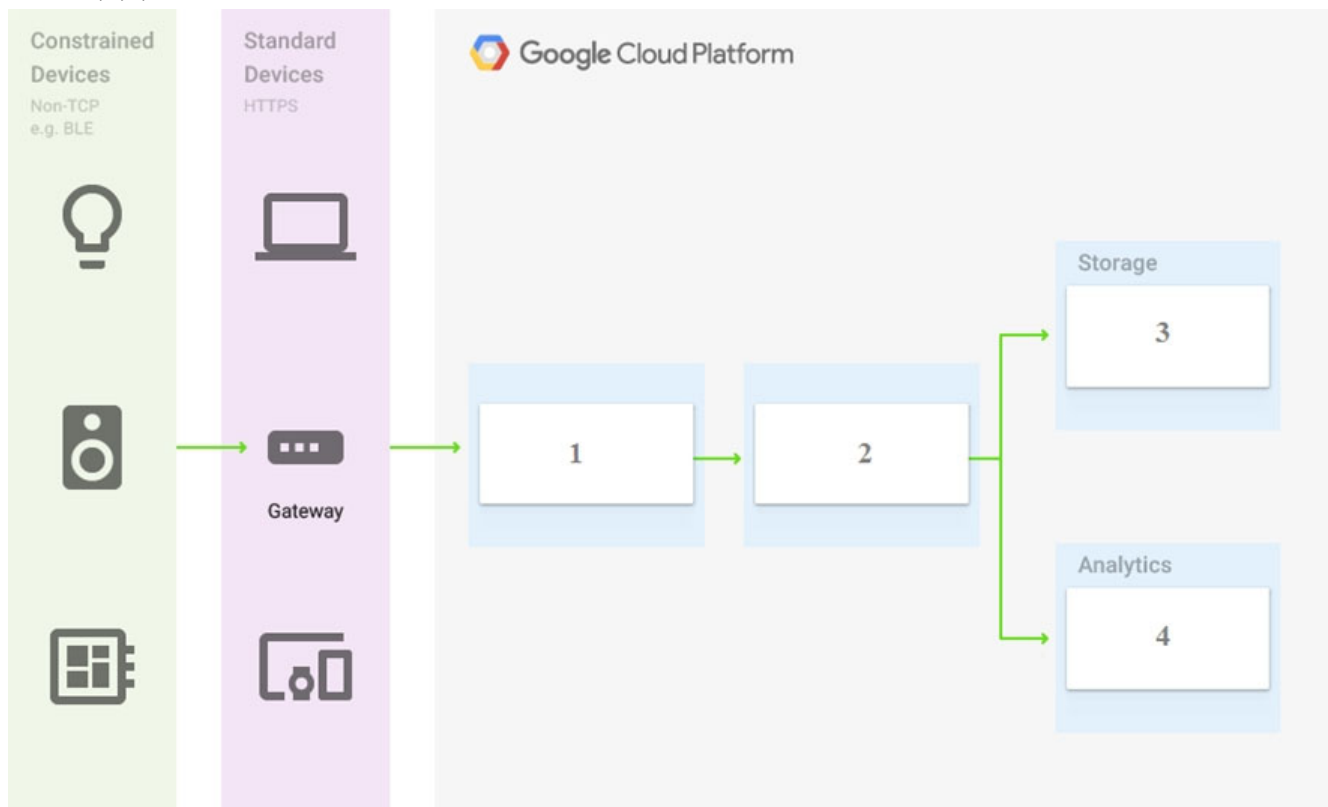 Constrained
Devices
Non-TCP
e.g. BLE
Standard
Devices
HTTPS
Google Cloud Platform
Storage
3
1
2
Gateway
Analytics
4